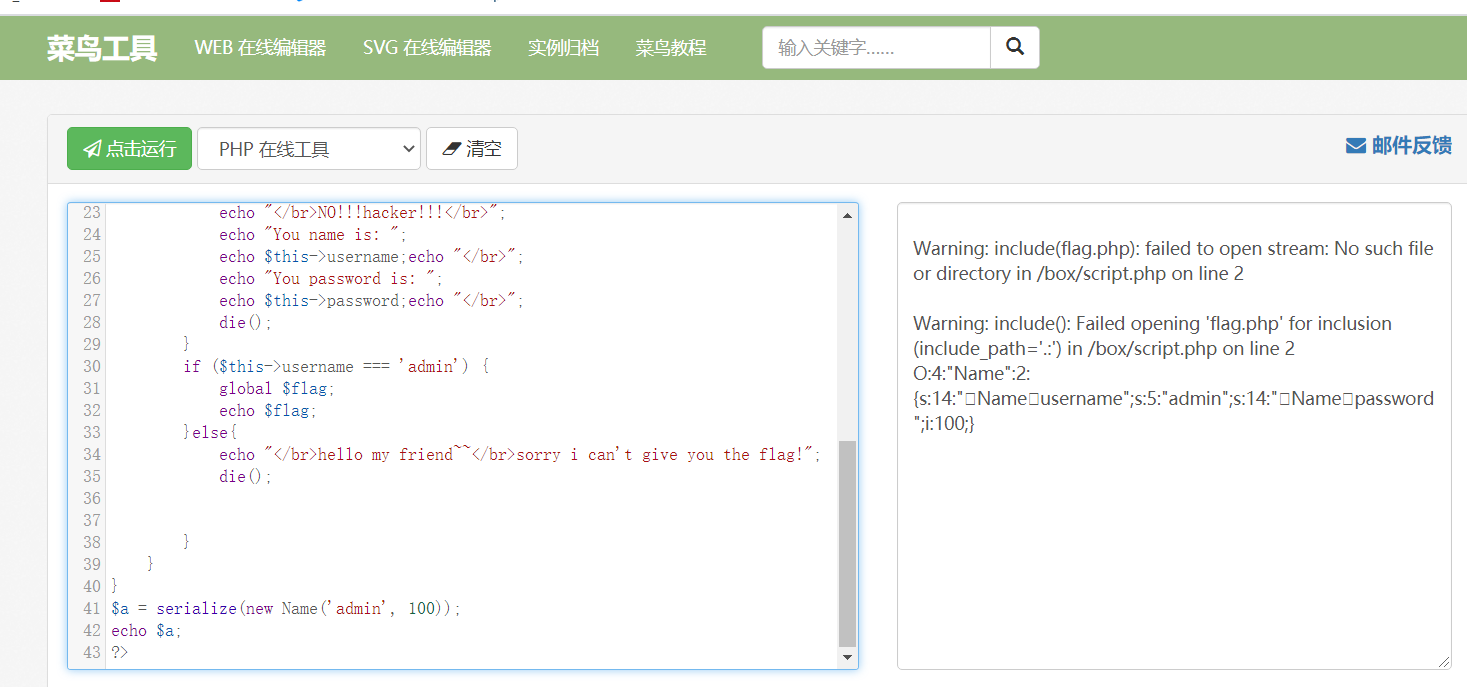 菜鸟工具 WEB 在线编辑器 SVG 在线编辑器 实例归档 菜鸟教程 输入关键字......
点击运行 PHP 在线工具 清空 邮件反馈
23 echo "</br>NO!!!hacker!!!</br>";
24 echo "You name is: ";
25 echo $this->username;echo "</br>";
26 echo "You password is: ";
27 echo $this->password;echo "</br>";
28 die();
29 }
30 if ($this->username === 'admin') {
31 global $flag;
32 echo $flag;
33 }else{
34 echo "</br>hello my friend~~</br>sorry i can't give you the flag!";
35 die();
36
37
38 }
39 }
40 }
41 $a = serialize(new Name('admin', 100));
42 echo $a;
43 ?>
Warning: include(flag.php): failed to open stream: No such file
or directory in /box/script.php on line 2
Warning: include(): Failed opening 'flag.php' for inclusion
(include_path='.:') in /box/script.php on line 2
O:4:"Name":2:
{s:14:"▯Name▯username";s:5:"admin";s:14:"▯Name▯password
";i:100;}